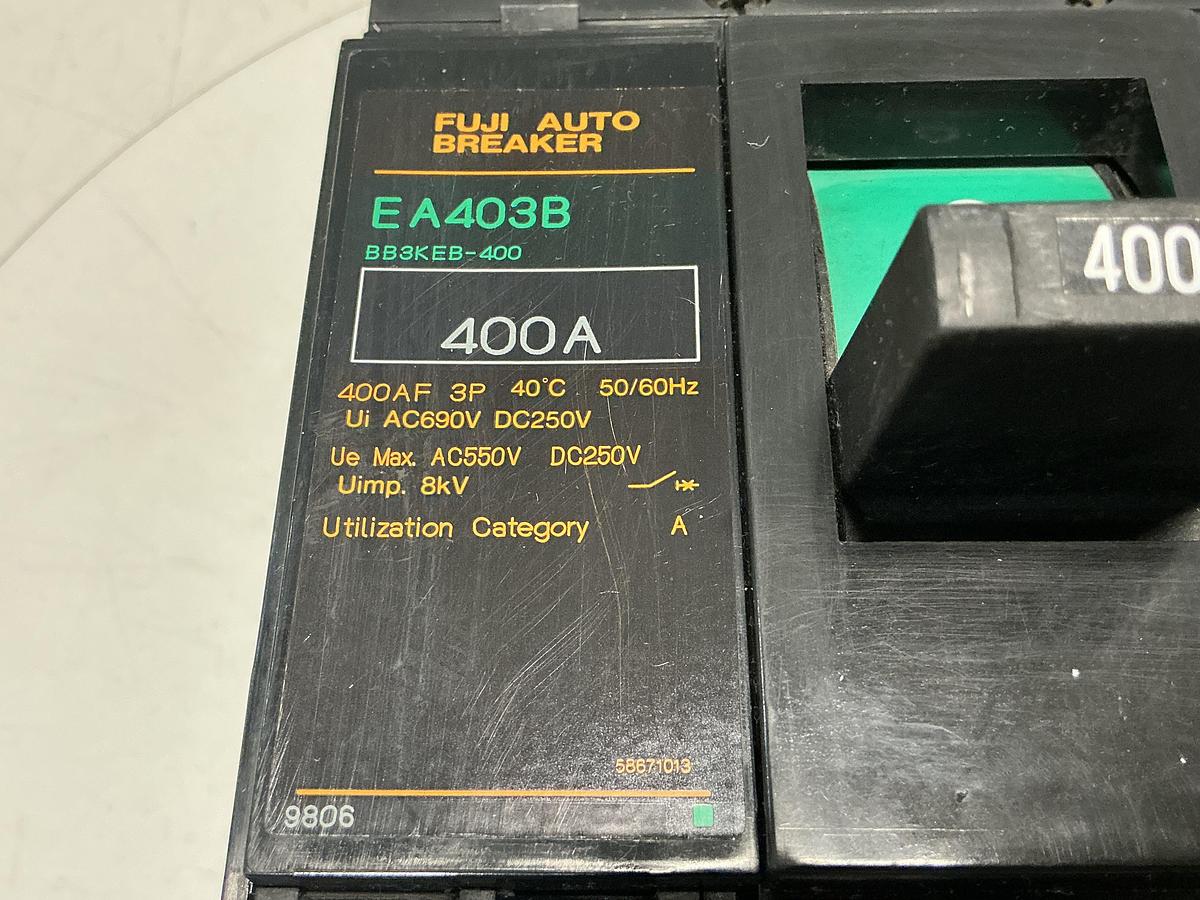 FUJI AUTO
BREAKER
EA403B
BB3KEB-400
400A
400AF 3P 40°C 50/60Hz
Ui AC690V DC250V
Ue Max. AC550V DC250V
Uimp. 8kV
Utilization Category A
58671013
9806
400